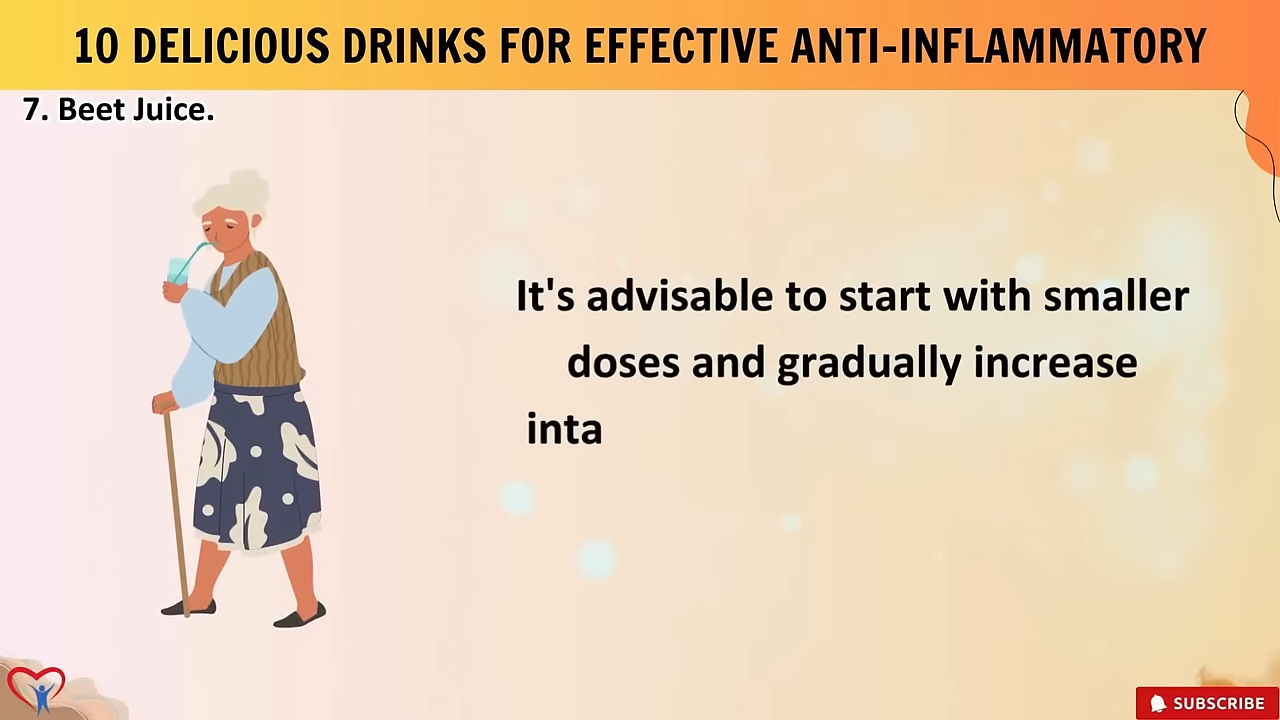 10 DELICIOUS DRINKS FOR EFFECTIVE ANTI-INFLAMMATORY
7. Beet Juice.
It's advisable to start with smaller
doses and gradually increase
inta
SUBSCRIBE